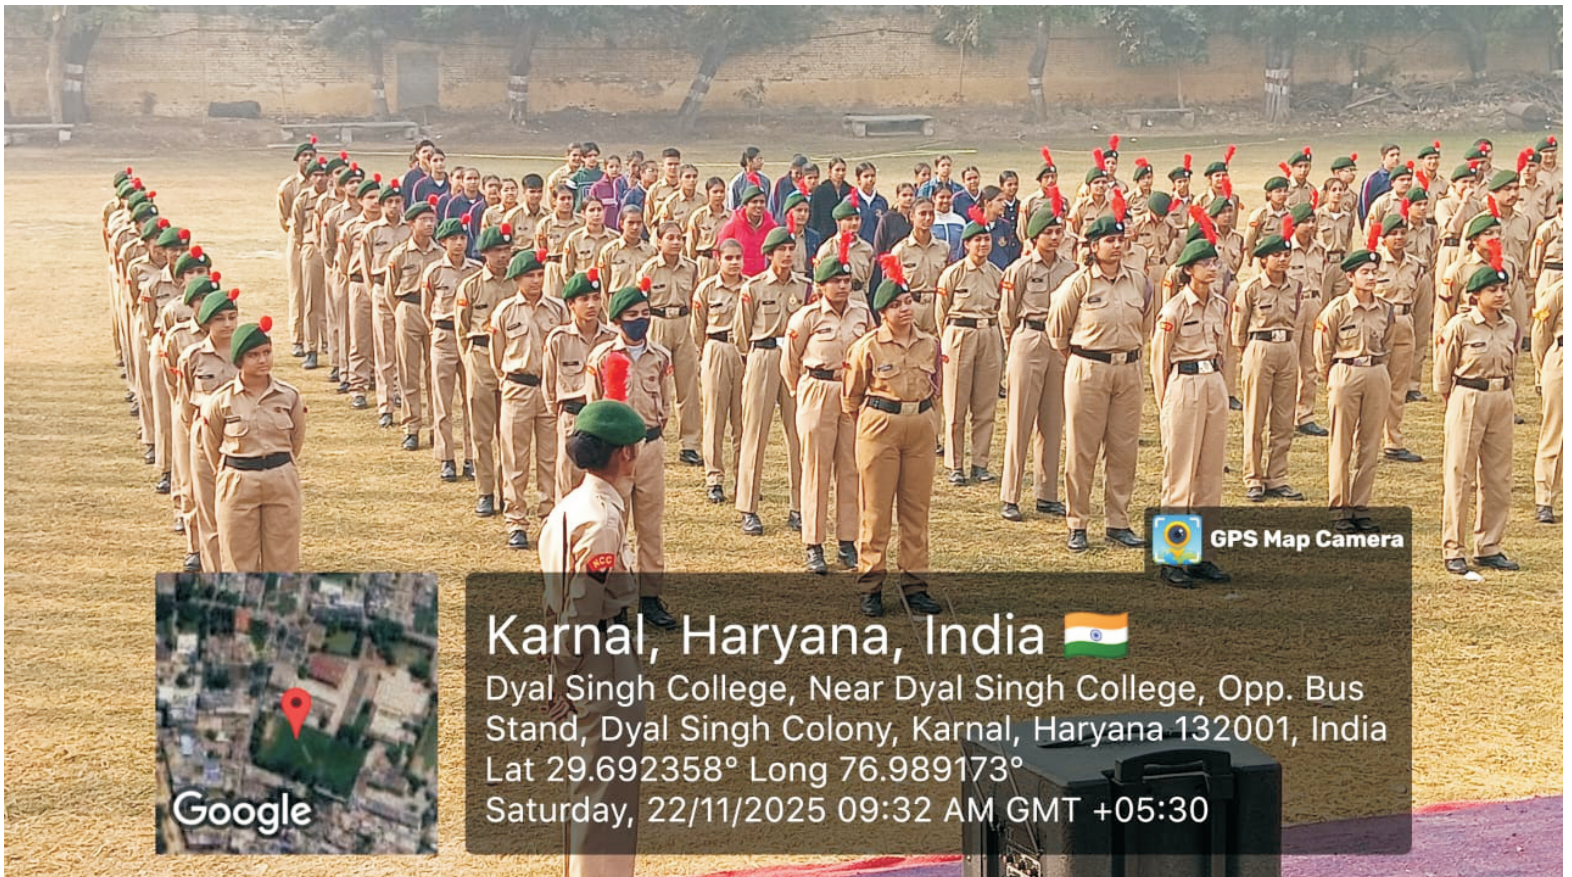 NCC
GPS Map Camera
Karnal, Haryana, India
Dyal Singh College, Near Dyal Singh College, Opp. Bus
Stand, Dyal Singh Colony, Karnal, Haryana 132001, India
Lat 29.692358° Long 76.989173°
Saturday, 22/11/2025 09:32 AM GMT +05:30
Google